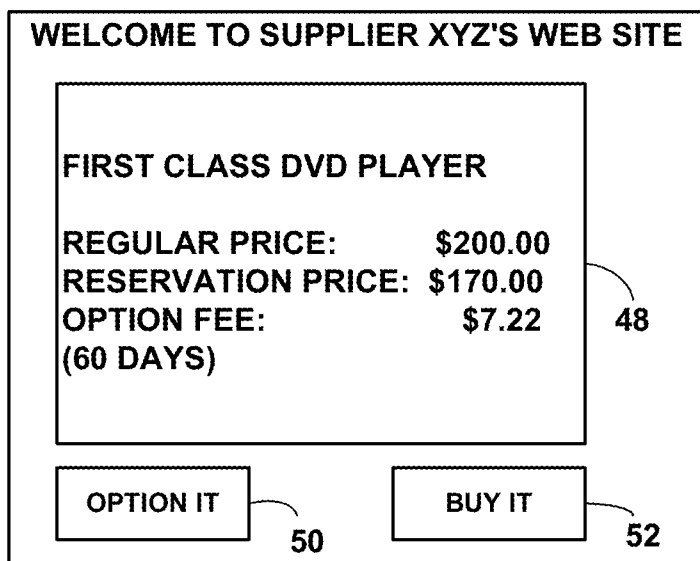 WELCOME TO SUPPLIER XYZ'S WEB SITE
FIRST CLASS DVD PLAYER
REGULAR PRICE: $200.00
RESERVATION PRICE: $170.00
OPTION FEE: $7.22
(60 DAYS)
48
OPTION IT
50
BUY IT
52